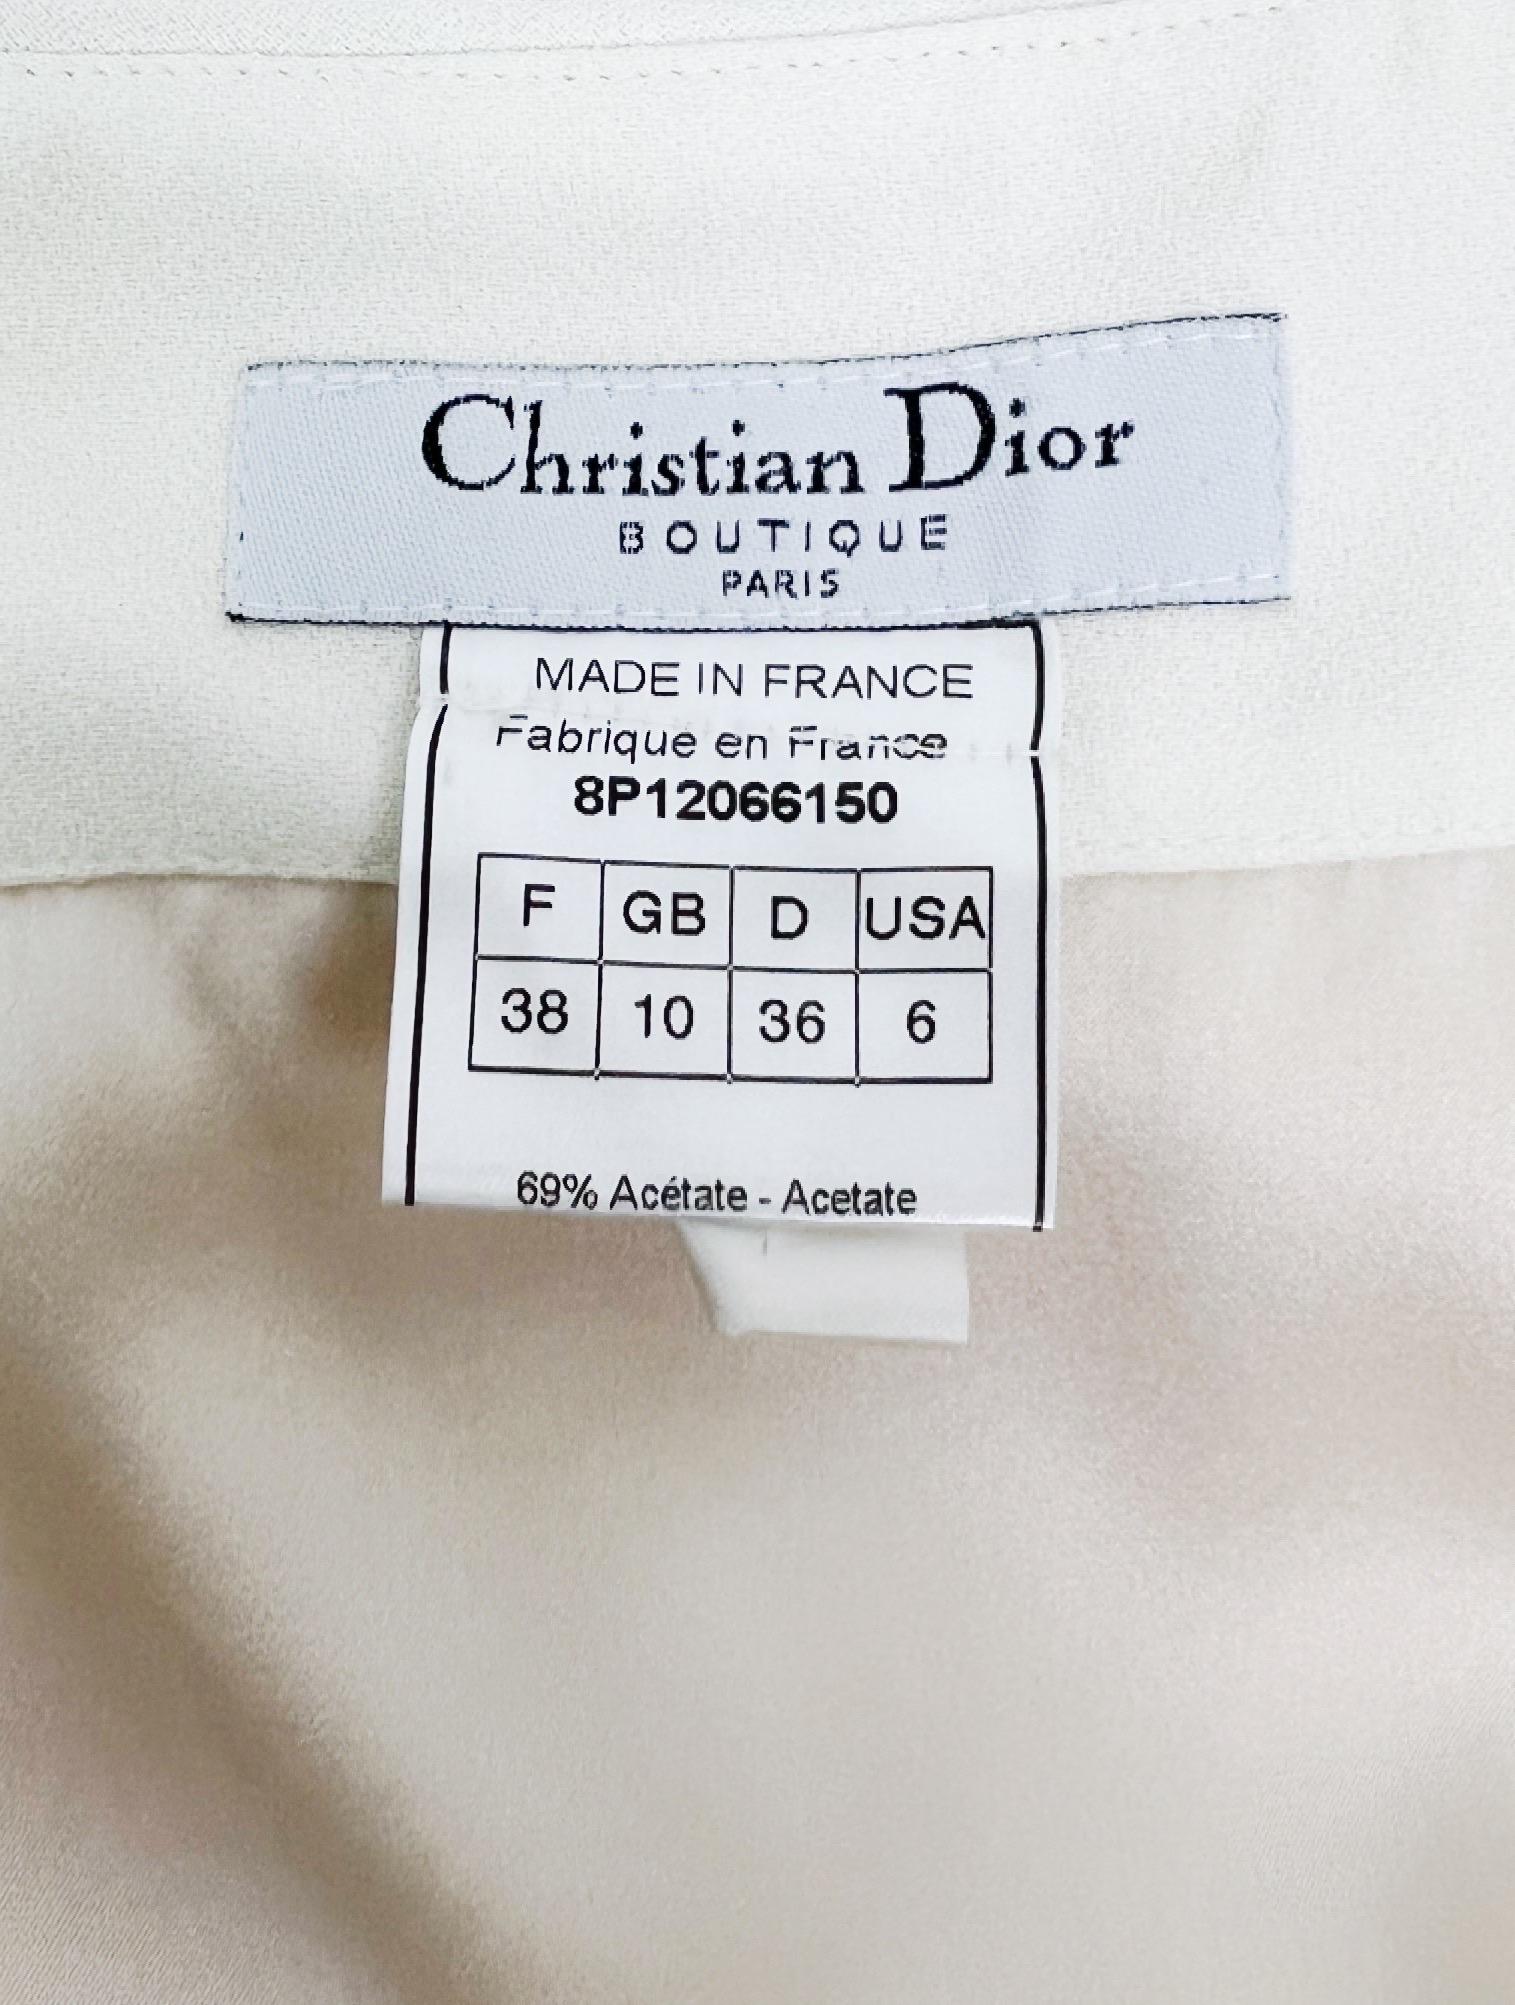 Christian Dior
BOUTIQUE
PARIS
MADE IN FRANCE
Fabrique en France
8P12066150
F GB D USA
38 10 36 6
69% Acétate - Acetate